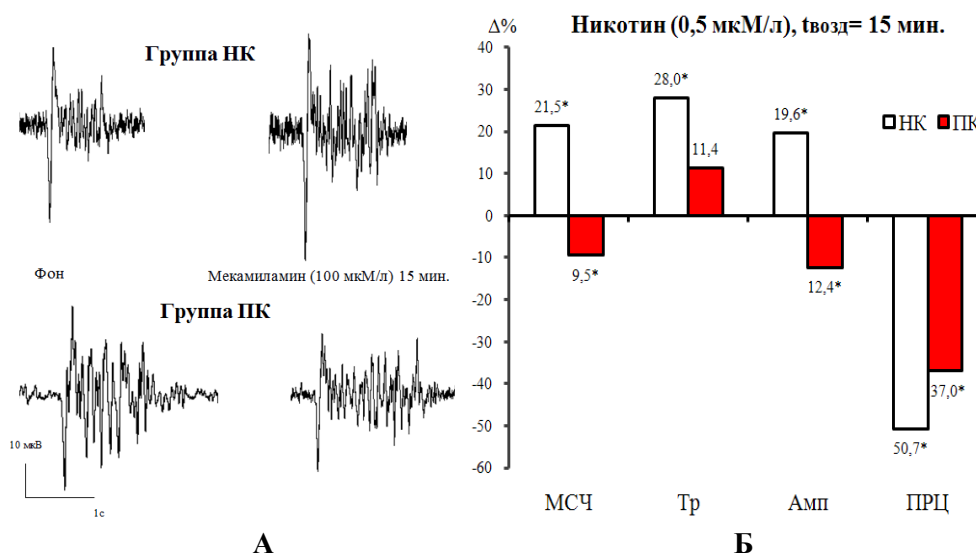 Группа НК
Фон
Мекамиламин (100 мкМ/л) 15 мин.
Группа ПК
10 мкВ
1с
А
Δ%
Никотин (0,5 мкМ/л), tвозд= 15 мин.
40
30
20
10
0
-10
-20
-30
-40
-50
-60
21,5*
9,5*
28,0*
11,4
19,6*
12,4*
50,7*
37,0*
НК ПК
МСЧ Тр Амп ПРЦ
Б